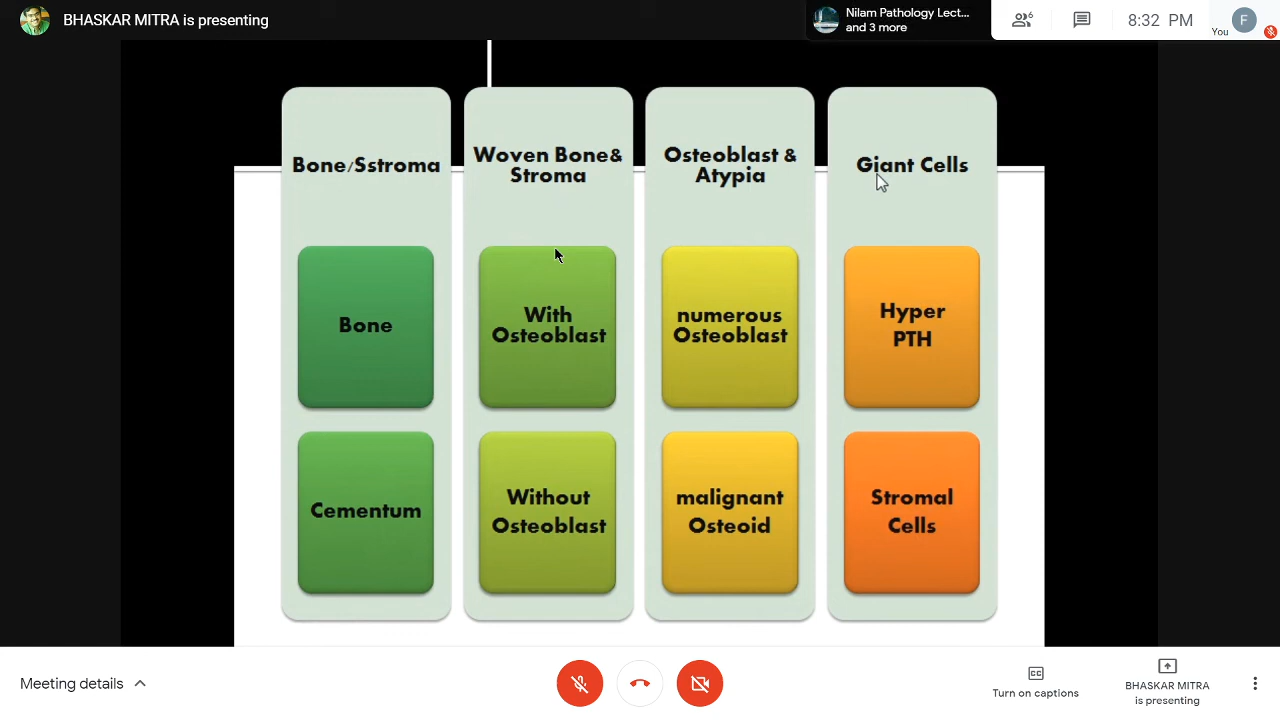 BHASKAR MITRA is presenting
Nilam Pathology Lect...
and 3 more
6
8:32 PM
You
F
Bone/Sstroma
Woven Bone&
Stroma
Osteoblast &
Atypia
Giant Cells
Bone
With
Osteoblast
numerous
Osteoblast
Hyper
PTH
Cementum
Without
Osteoblast
malignant
Osteoid
Stromal
Cells
Meeting details
CC
Turn on captions
BHASKAR MITRA
is presenting